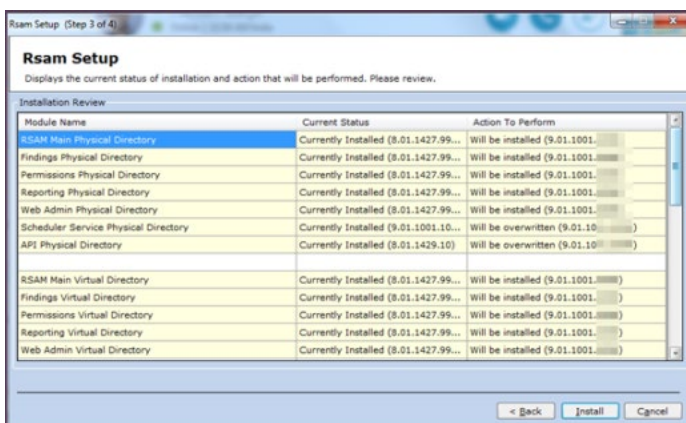 Rsam Setup (Step 3 of 4)
Rsam Setup
Displays the current status of installation and action that will be performed. Please review.
Installation Review
Module Name Current Status Action To Perform
RSAM Main Physical Directory Currently Installed (8.01.1427.99... Will be installed (9.01.1001.
Findings Physical Directory Currently Installed (8.01.1427.99... Will be installed (9.01.1001.
Permissions Physical Directory Currently Installed (8.01.1427.99... Will be installed (9.01.1001.
Reporting Physical Directory Currently Installed (8.01.1427.99... Will be installed (9.01.1001.
Web Admin Physical Directory Currently Installed (8.01.1427.99... Will be installed (9.01.1001.
Scheduler Service Physical Directory Currently Installed (9.01.1001.10... Will be overwritten (9.01.10 )
API Physical Directory Currently Installed (8.01.1429.10) Will be overwritten (9.01.10 )
RSAM Main Virtual Directory Currently Installed (8.01.1427.99... Will be installed (9.01.1001. )
Findings Virtual Directory Currently Installed (8.01.1427.99... Will be installed (9.01.1001. )
Permissions Virtual Directory Currently Installed (8.01.1427.99... Will be installed (9.01.1001. )
Reporting Virtual Directory Currently Installed (8.01.1427.99... Will be installed (9.01.1001. )
Web Admin Virtual Directory Currently Installed (8.01.1427.99... Will be installed (9.01.1001. )
< Back Install Cancel